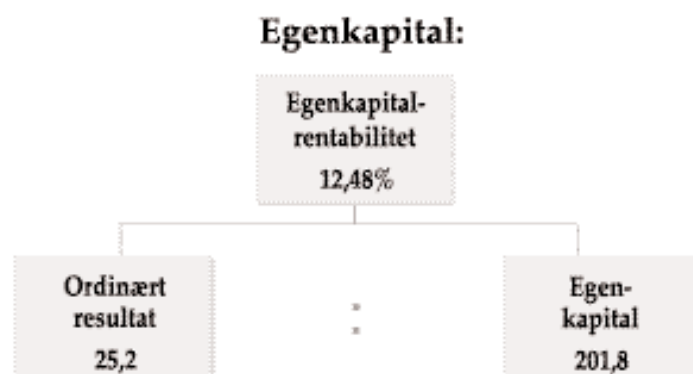 Egenkapital:
Egenkapital-
rentabilitet
12,48%
Ordinært
resultat
25,2
:
Egen-
kapital
201,8